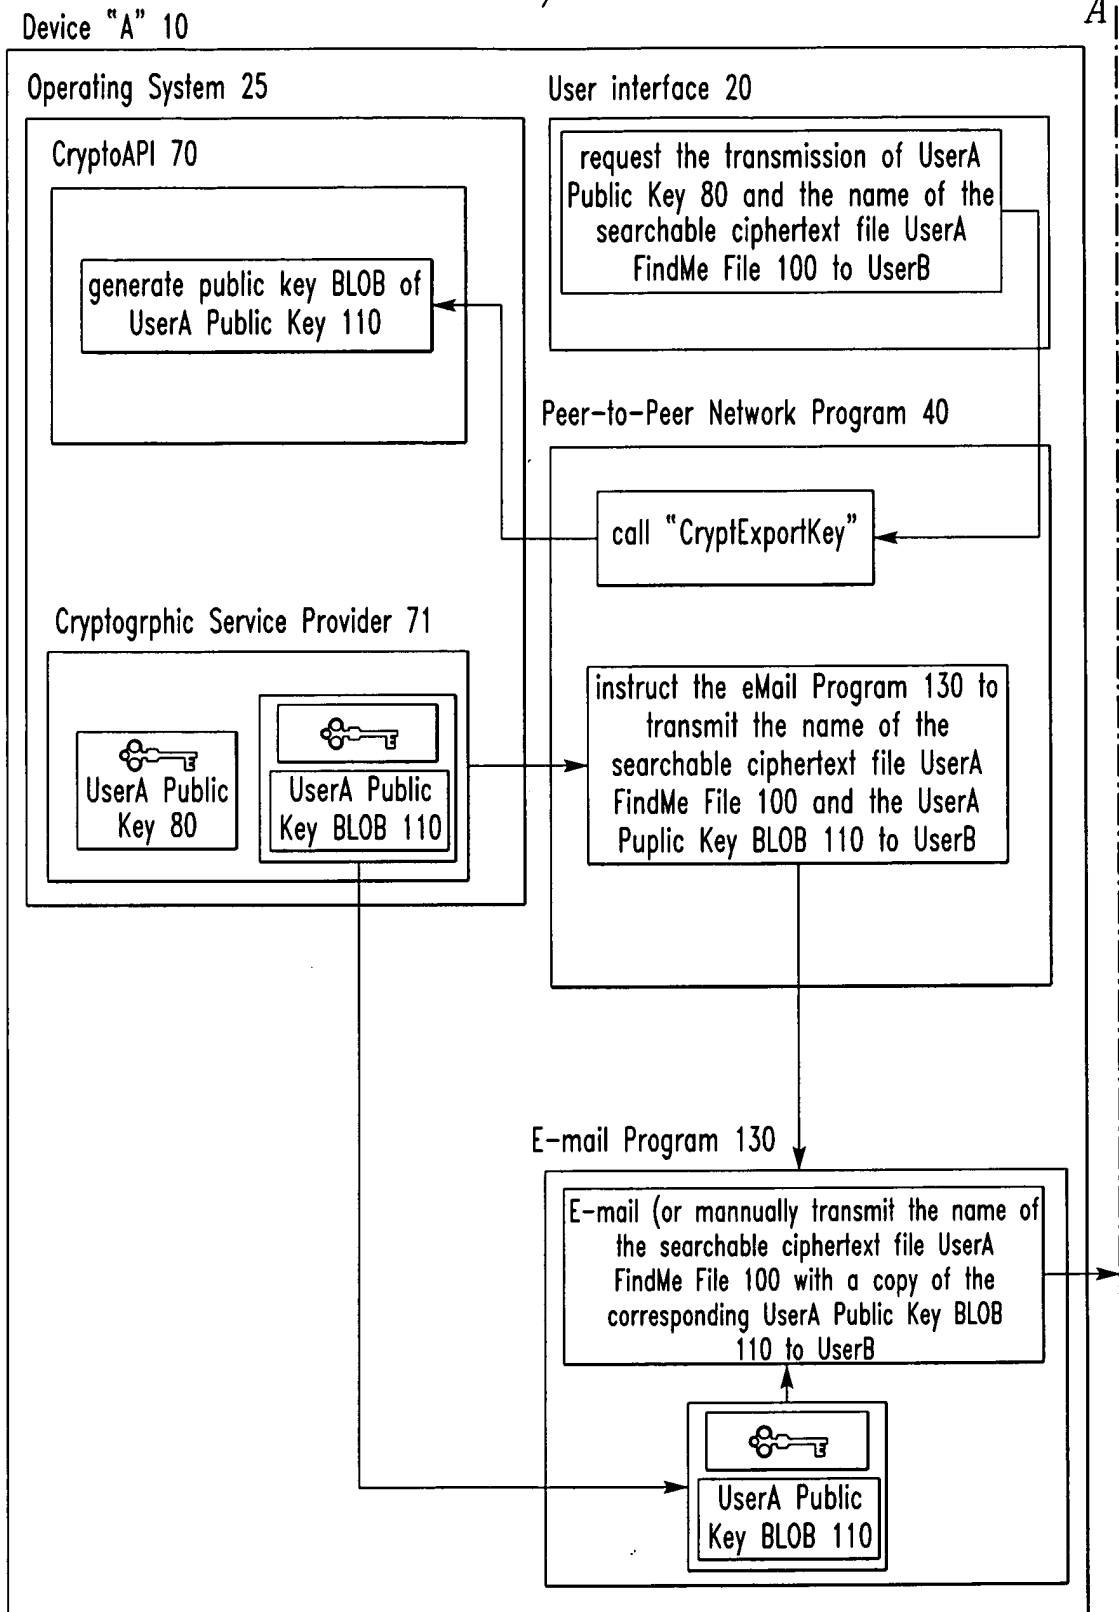 A
Device "A" 10
Operating System 25
CryptoAPI 70
generate public key BLOB of
UserA Public Key 110
User interface 20
request the transmission of UserA
Public Key 80 and the name of the
searchable ciphertext file UserA
FindMe File 100 to UserB
Peer-to-Peer Network Program 40
call "CryptExportKey"
Cryptogrphic Service Provider 71
UserA Public
Key 80
UserA Public
Key BLOB 110
instruct the eMail Program 130 to
transmit the name of the
searchable ciphertext file UserA
FindMe File 100 and the UserA
Puplic Key BLOB 110 to UserB
E-mail Program 130
E-mail (or mannually transmit the name of
the searchable ciphertext file UserA
FindMe File 100 with a copy of the
corresponding UserA Public Key BLOB
110 to UserB
UserA Public
Key BLOB 110